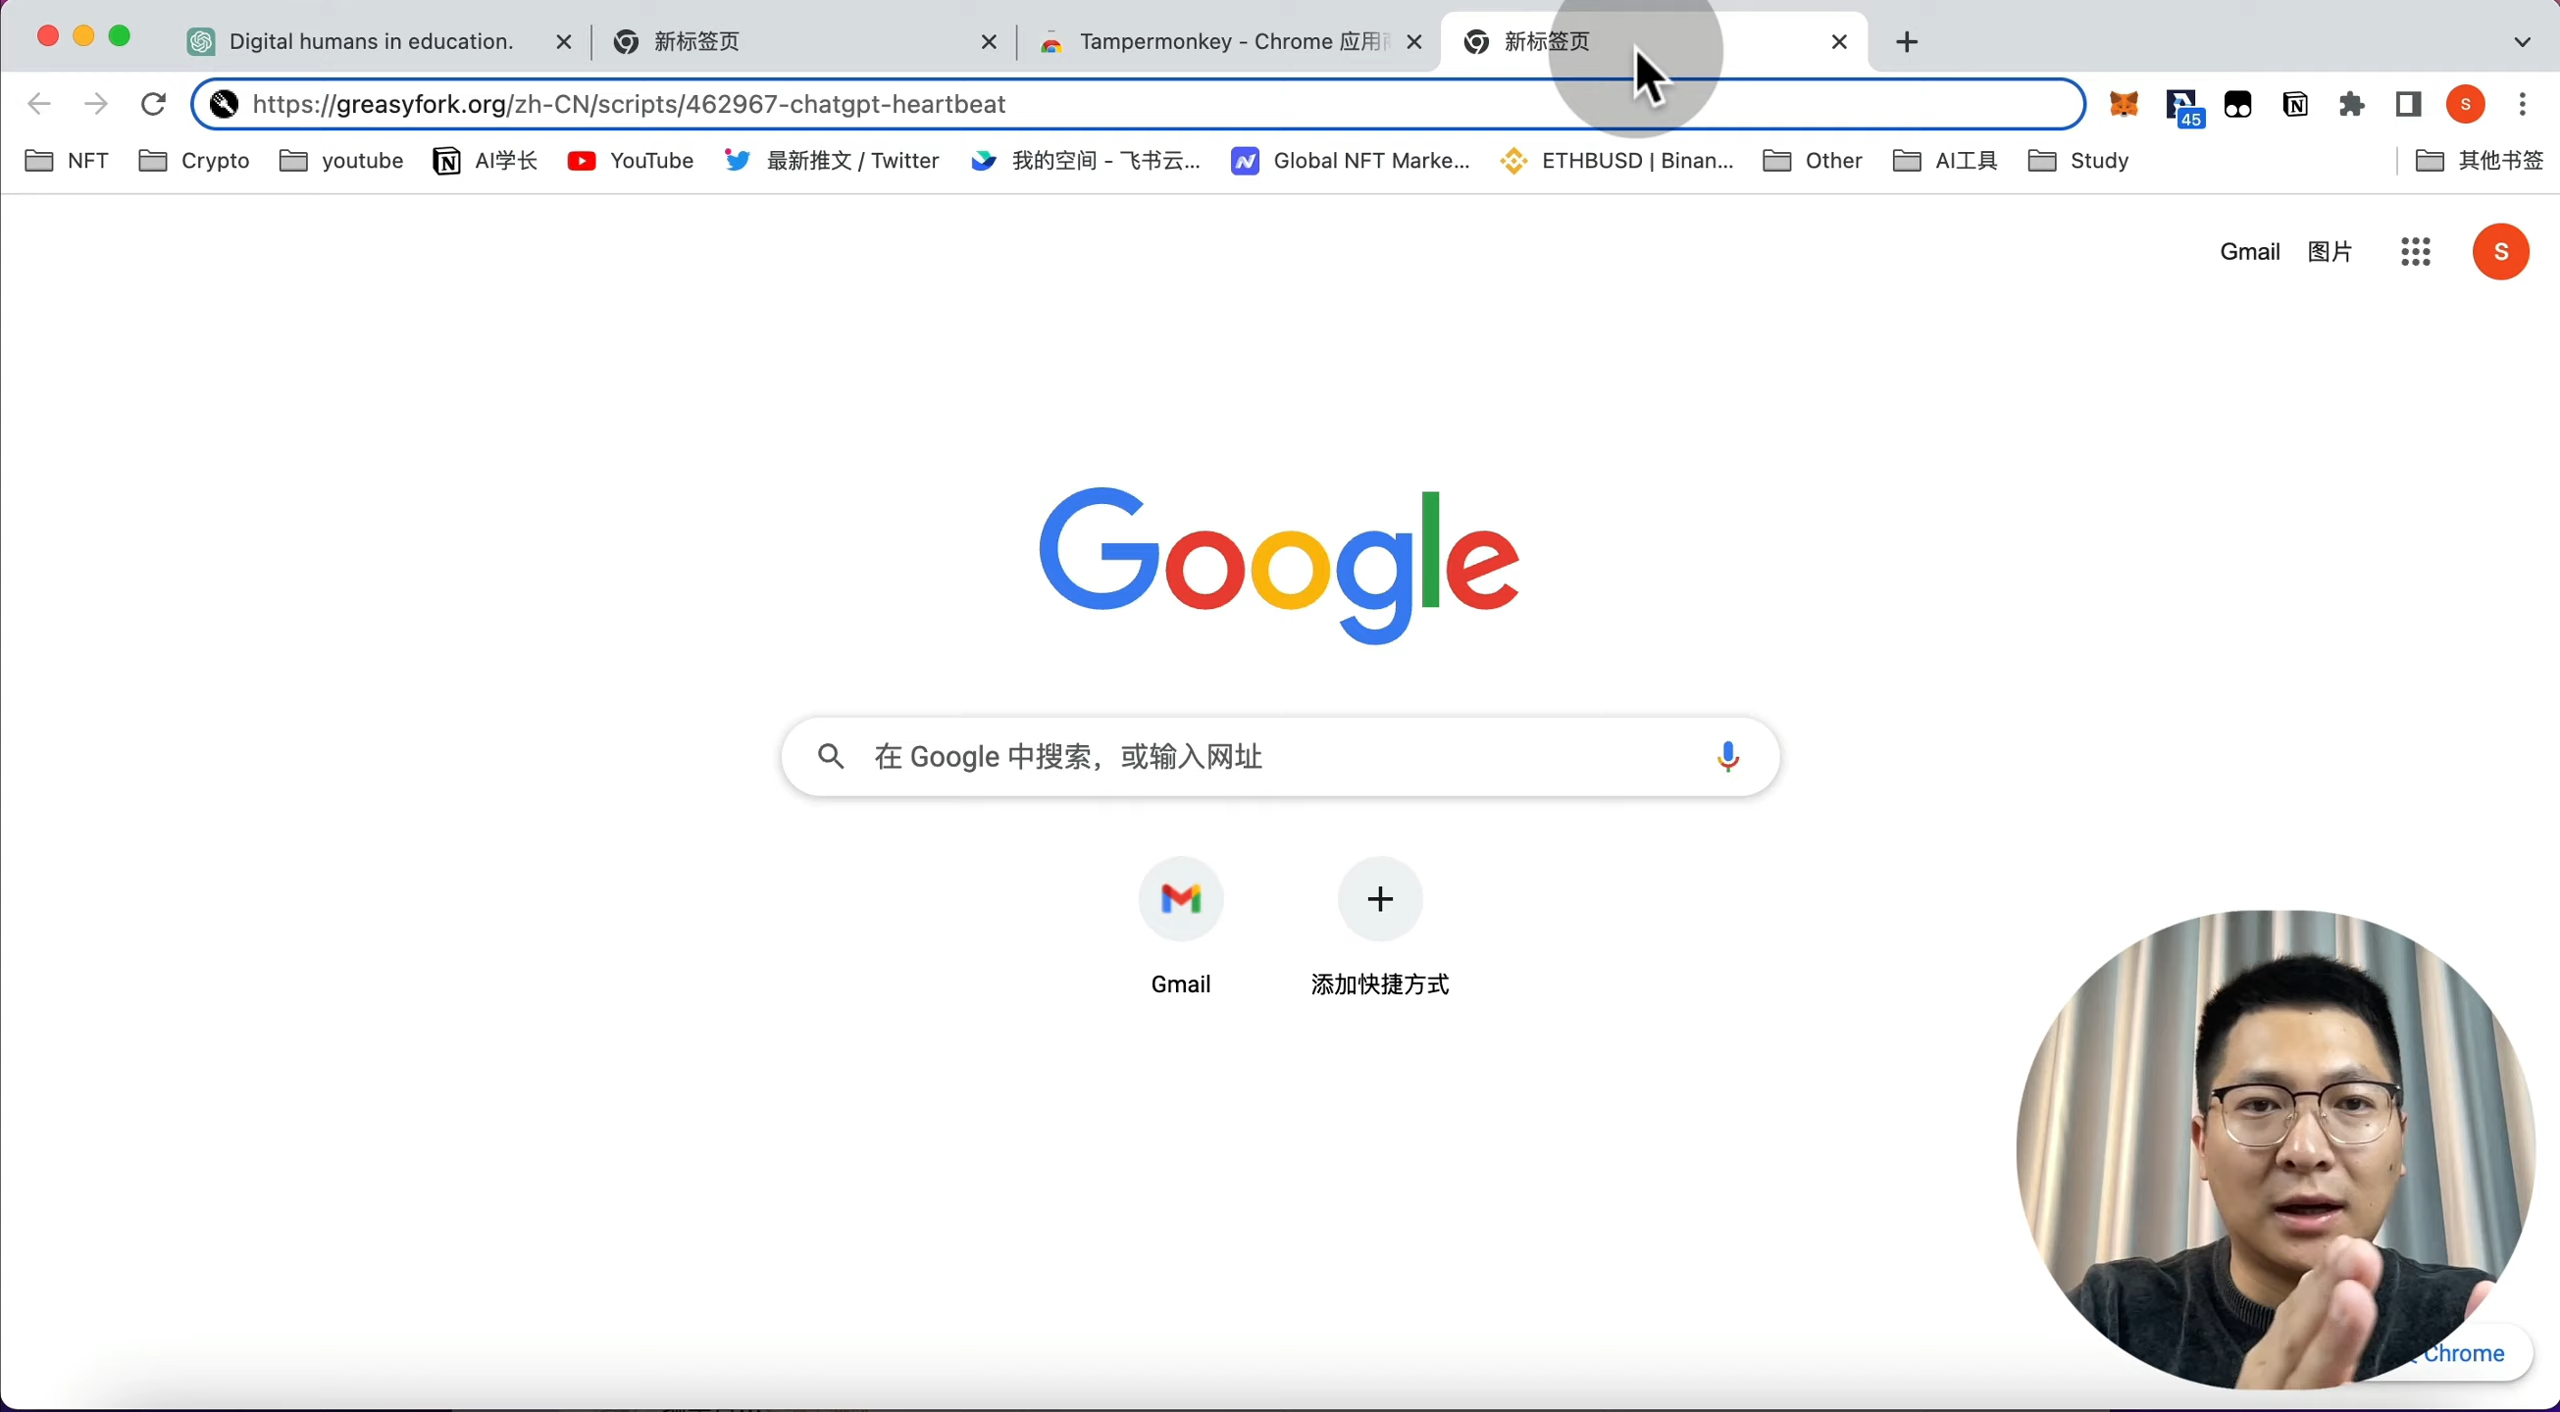 Digital humans in education.
新标签页
Tampermonkey - Chrome 应用
新标签页
https://greasyfork.org/zh-CN/scripts/462967-chatgpt-heartbeat
45
S
NFT
Crypto
youtube
AI学长
YouTube
最新推文 / Twitter
我的空间 - 飞书云...
Global NFT Marke...
ETHBUSD | Binan...
Other
AI工具
Study
其他书签
Gmail
图片
S
Google
在 Google 中搜索，或输入网址
Gmail
添加快捷方式
Chrome